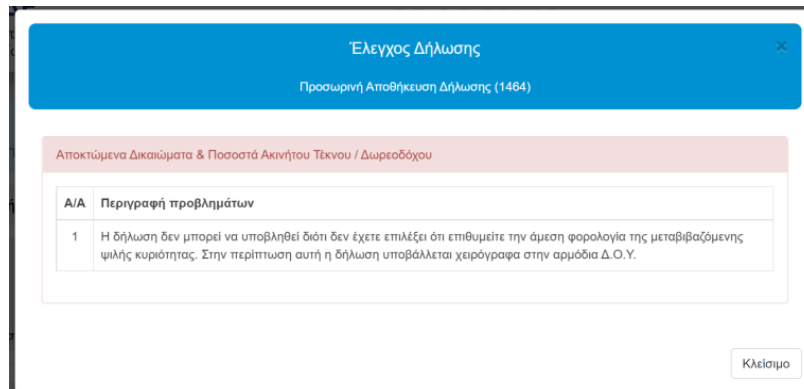 Έλεγχος Δήλωσης
×
Προσωρινή Αποθήκευση Δήλωσης (1464)
Αποκτώμενα Δικαιώματα & Ποσοστά Ακινήτου Τέκνου / Δωρεοδόχου
Α/Α Περιγραφή προβλημάτων
1 Η δήλωση δεν μπορεί να υποβληθεί διότι δεν έχετε επιλέξει ότι επιθυμείτε την άμεση φορολογία της μεταβιβαζόμενης
ψιλής κυριότητας. Στην περίπτωση αυτή η δήλωση υποβάλλεται χειρόγραφα στην αρμόδια Δ.Ο.Υ.
Κλείσιμο